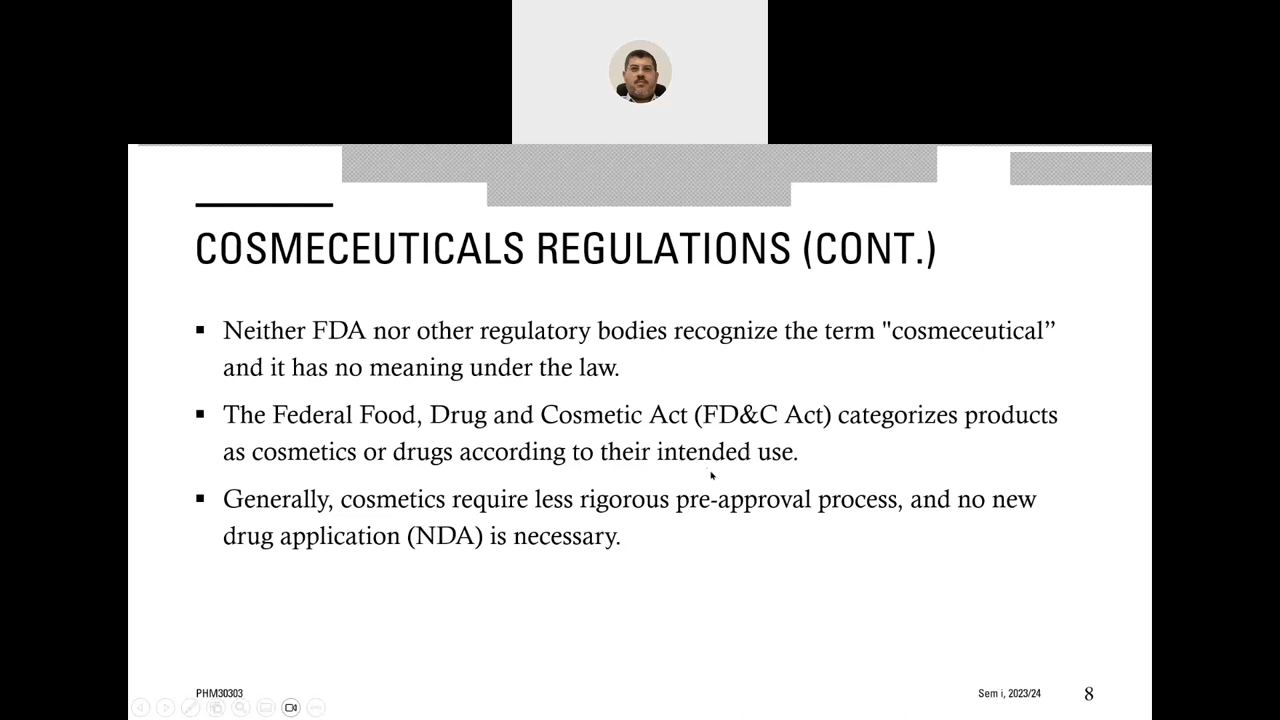 COSMECEUTICALS REGULATIONS (CONT.)
▪ Neither FDA nor other regulatory bodies recognize the term "cosmeceutical”
and it has no meaning under the law.
▪ The Federal Food, Drug and Cosmetic Act (FD&C Act) categorizes products
as cosmetics or drugs according to their intended use.
▪ Generally, cosmetics require less rigorous pre-approval process, and no new
drug application (NDA) is necessary.
PHM30303
Sem i, 2023/24
8